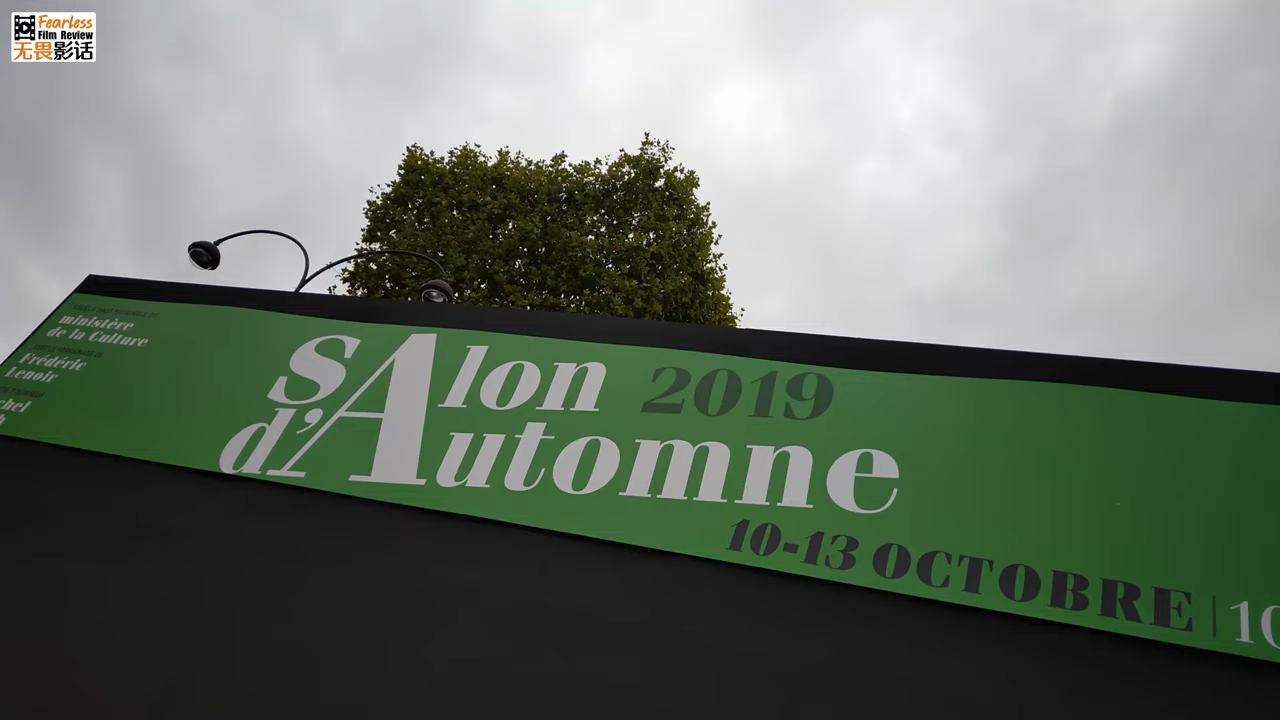 Fearless
Film Review
无畏影话
ministère
de la Culture
Frédéric
Lenoir
sAlon 2019
d'Automne
10-13 OCTOBRE